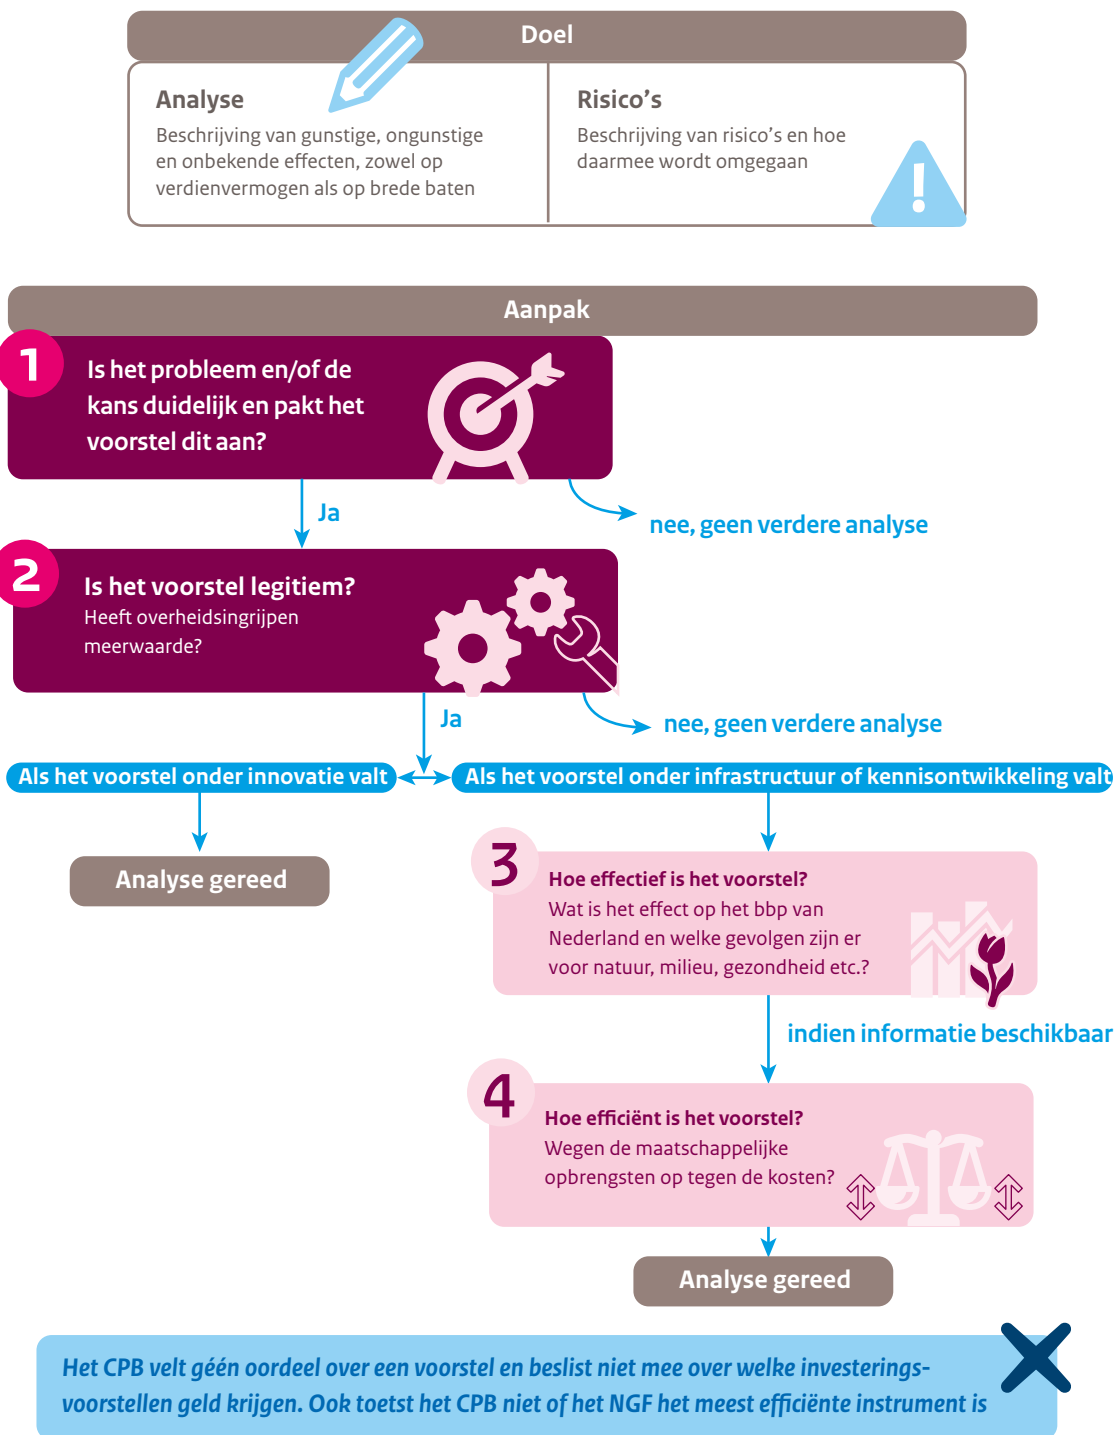 Doel
Analyse
Beschrijving van gunstige, ongunstige
en onbekende effecten, zowel op
verdienvermogen als op brede baten
Risico's
Beschrijving van risico's en hoe
daarmee wordt omgegaan
!
Aanpak
1
Is het probleem en/of de
kans duidelijk en pakt het
voorstel dit aan?
Ja
nee, geen verdere analyse
2
Is het voorstel legitiem?
Heeft overheidsingrijpen
meerwaarde?
Ja
nee, geen verdere analyse
Als het voorstel onder innovatie valt
Als het voorstel onder infrastructuur of kennisontwikkeling valt
Analyse gereed
3
Hoe effectief is het voorstel?
Wat is het effect op het bbp van
Nederland en welke gevolgen zijn er
voor natuur, milieu, gezondheid etc.?
indien informatie beschikbaar
4
Hoe efficiënt is het voorstel?
Wegen de maatschappelijke
opbrengsten op tegen de kosten?
Analyse gereed
Het CPB velt géén oordeel over een voorstel en beslist niet mee over welke investerings-
voorstellen geld krijgen. Ook toetst het CPB niet of het NGF het meest efficiënte instrument is